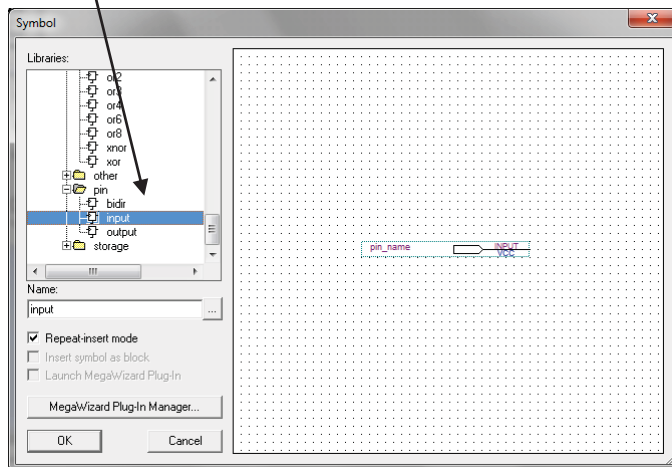 Symbol
Libraries:
or2
or3
or4
or6
or8
xnor
xor
other
pin
bidir
input
output
storage
Name:
input
...
Repeat-insert mode
Insert symbol as block
Launch MegaWizard Plug-In
MegaWizard Plug-In Manager...
OK
Cancel
pin_name
INPUT
VCC